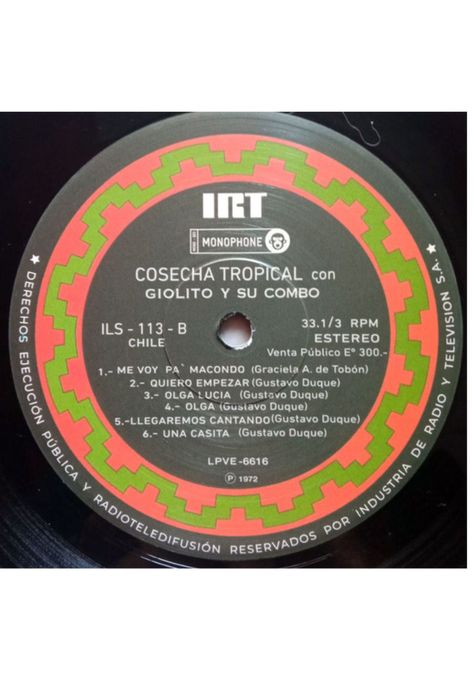 IRT
MONOPHONE
COSECHA TROPICAL con
GIOLITO Y SU COMBO
ILS - 113 - B
CHILE
33.1/3 RPM
ESTEREO
Venta Público Eº 300.-
1.- ME VOY PA` MACONDO (Graciela A. de Tobón)
2.- QUIERO EMPEZAR (Gustavo Duque)
3.- OLGA LUCIA (Gustavo Duque)
4.- OLGA (Gustavo Duque)
5.-LLEGAREMOS CANTANDO (Gustavo Duque)
6.- UNA CASITA (Gustavo Duque)
LPVE-6616
Ⓟ 1972
★ DERECHOS EJECUCIÓN PÚBLICA Y RADIOTELEDIFUSIÓN RESERVADOS POR INDUSTRIA DE RADIO Y TELEVISION S.A. ★